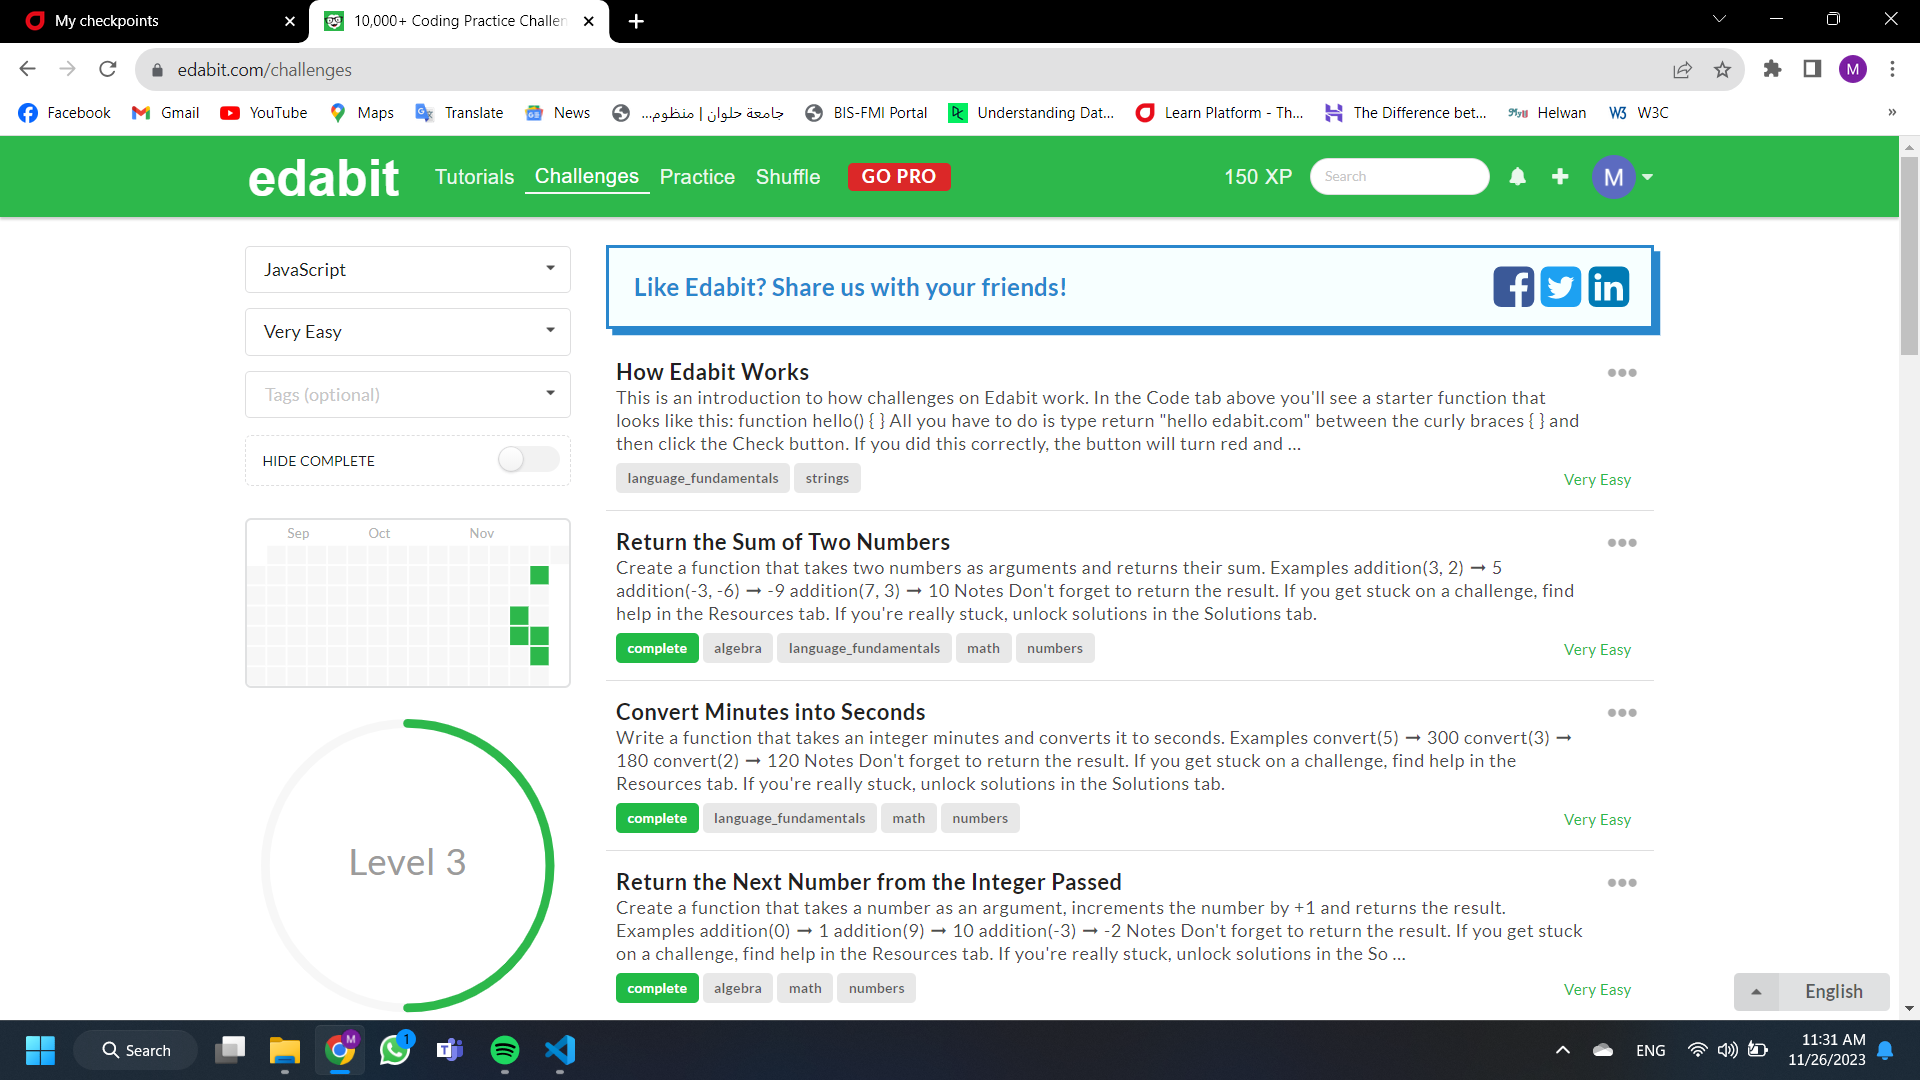 My checkpoints
10,000+ Coding Practice Challen
edabit.com/challenges
M
Facebook
Gmail
YouTube
Maps
Translate
News
جامعة حلوان | منظوم...
BIS-FMI Portal
Understanding Dat...
Learn Platform - Th...
The Difference bet...
Helwan
W3C
»
edabit
Tutorials
Challenges
Practice
Shuffle
GO PRO
150 XP
Search
M
JavaScript
Very Easy
Tags (optional)
HIDE COMPLETE
Sep Oct Nov
Level 3
Like Edabit? Share us with your friends!
How Edabit Works
This is an introduction to how challenges on Edabit work. In the Code tab above you'll see a starter function that
looks like this: function hello() { } All you have to do is type return "hello edabit.com" between the curly braces { } and
then click the Check button. If you did this correctly, the button will turn red and ...
language_fundamentals strings
Very Easy
Return the Sum of Two Numbers
Create a function that takes two numbers as arguments and returns their sum. Examples addition(3, 2) ➞ 5
addition(-3, -6) ➞ -9 addition(7, 3) ➞ 10 Notes Don't forget to return the result. If you get stuck on a challenge, find
help in the Resources tab. If you're really stuck, unlock solutions in the Solutions tab.
complete algebra language_fundamentals math numbers
Very Easy
Convert Minutes into Seconds
Write a function that takes an integer minutes and converts it to seconds. Examples convert(5) ➞ 300 convert(3) ➞
180 convert(2) ➞ 120 Notes Don't forget to return the result. If you get stuck on a challenge, find help in the
Resources tab. If you're really stuck, unlock solutions in the Solutions tab.
complete language_fundamentals math numbers
Very Easy
Return the Next Number from the Integer Passed
Create a function that takes a number as an argument, increments the number by +1 and returns the result.
Examples addition(0) ➞ 1 addition(9) ➞ 10 addition(-3) ➞ -2 Notes Don't forget to return the result. If you get stuck
on a challenge, find help in the Resources tab. If you're really stuck, unlock solutions in the So ...
complete algebra math numbers
Very Easy
English
Search
M
1
ENG
11:31 AM
11/26/2023